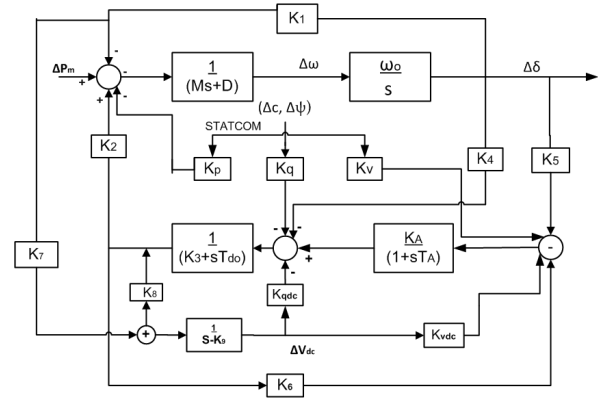 K1
ΔPm
-
+
-
+
-
1
(Ms+D)
Δω
ωo
s
Δδ
(Δc, Δψ)
STATCOM
K2
Kp
Kq
Kv
K4
K5
K7
1
(K3+sTdo)
-
-
+
-
KA
(1+sTA)
-
K8
Kqdc
+
1
S-K9
ΔVdc
Kvdc
K6